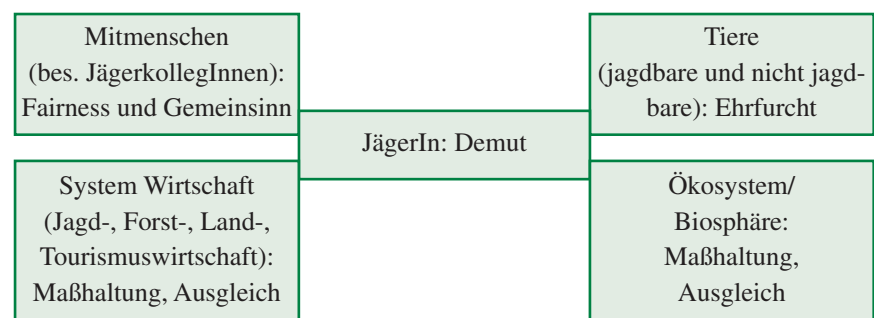 Mitmenschen
(bes. JägerkollegInnen):
Fairness und Gemeinsinn
Tiere
(jagdbare und nicht jagd-
bare): Ehrfurcht
JägerIn: Demut
System Wirtschaft
(Jagd-, Forst-, Land-,
Tourismuswirtschaft):
Maßhaltung, Ausgleich
Ökosystem/
Biosphäre:
Maßhaltung,
Ausgleich